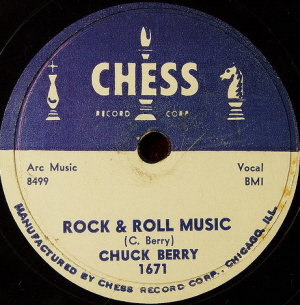 CHESS
RECORD CORP.
Arc Music
8499
Vocal
BMI
ROCK & ROLL MUSIC
(C. Berry)
CHUCK BERRY
1671
MANUFACTURED BY CHESS RECORD CORP., CHICAGO, ILL.